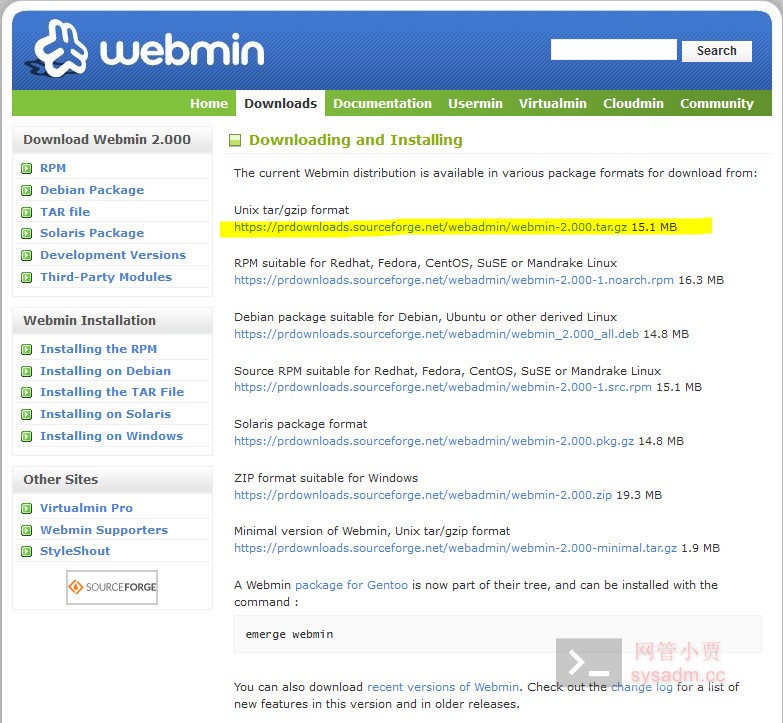 webmin
Search
Home Downloads Documentation Usermin Virtualmin Cloudmin Community
Download Webmin 2.000
RPM
Debian Package
TAR file
Solaris Package
Development Versions
Third-Party Modules
Webmin Installation
Installing the RPM
Installing on Debian
Installing the TAR File
Installing on Solaris
Installing on Windows
Other Sites
Virtualmin Pro
Webmin Supporters
StyleShout
SOURCEFORGE
Downloading and Installing
The current Webmin distribution is available in various package formats for download from:
Unix tar/gzip format
https://prdownloads.sourceforge.net/webadmin/webmin-2.000.tar.gz 15.1 MB
RPM suitable for Redhat, Fedora, CentOS, SuSE or Mandrake Linux
https://prdownloads.sourceforge.net/webadmin/webmin-2.000-1.noarch.rpm 16.3 MB
Debian package suitable for Debian, Ubuntu or other derived Linux
https://prdownloads.sourceforge.net/webadmin/webmin_2.000_all.deb 14.8 MB
Source RPM suitable for Redhat, Fedora, CentOS, SuSE or Mandrake Linux
https://prdownloads.sourceforge.net/webadmin/webmin-2.000-1.src.rpm 15.1 MB
Solaris package format
https://prdownloads.sourceforge.net/webadmin/webmin-2.000.pkg.gz 14.8 MB
ZIP format suitable for Windows
https://prdownloads.sourceforge.net/webadmin/webmin-2.000.zip 19.3 MB
Minimal version of Webmin, Unix tar/gzip format
https://prdownloads.sourceforge.net/webadmin/webmin-2.000-minimal.tar.gz 1.9 MB
A Webmin package for Gentoo is now part of their tree, and can be installed with the
command :
emerge webmin
You can also download recent versions of Webmin. Check out the change log for a list of
new features in this version and in older releases.
网管小贾
sysadm.cc